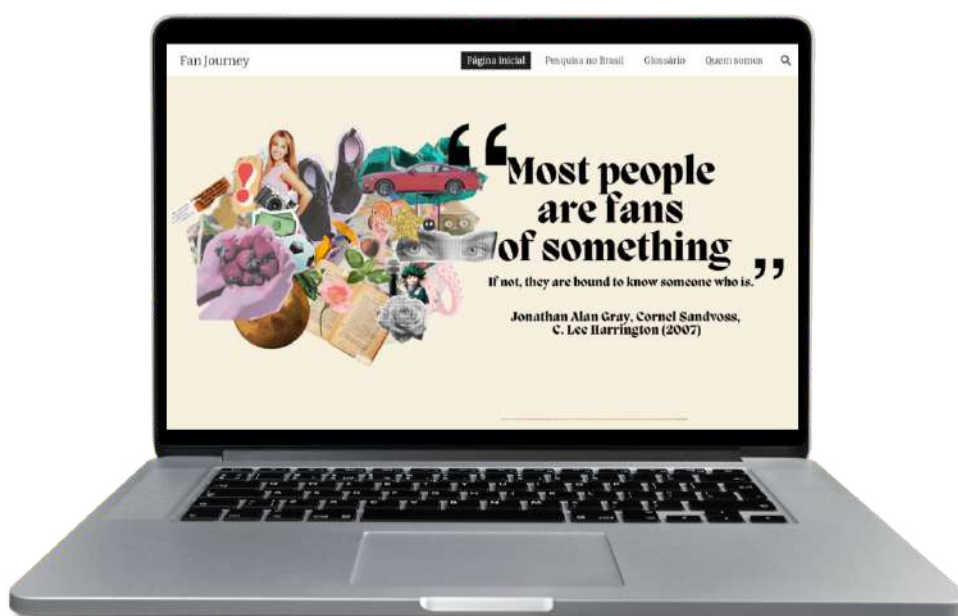 Fan Journey
Página inicial Pesquisa no Brasil Glossário Quem somos
“Most people
are fans
of something
If not, they are bound to know someone who is.”
Jonathan Alan Gray, Cornel Sandvoss,
C. Lee Harrington (2007)